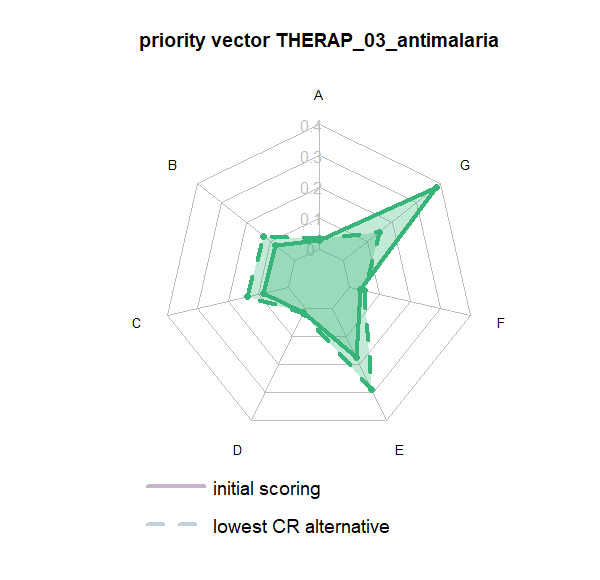 priority vector THERAP_03_antimalaria
A
B
G
0.4
0.3
0.2
0.1
0
C
F
D
E
initial scoring
lowest CR alternative